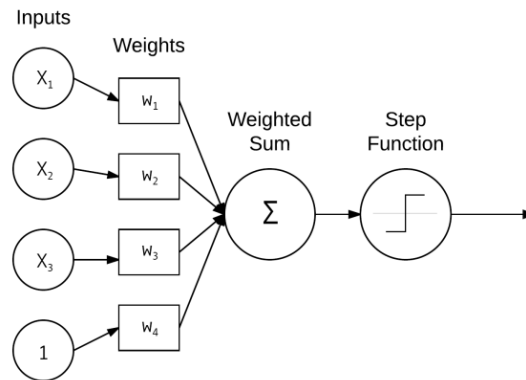 Inputs
Weights
X₁
w₁
X₂
w₂
X₃
w₃
1
w₄
Weighted
Sum
Σ
Step
Function